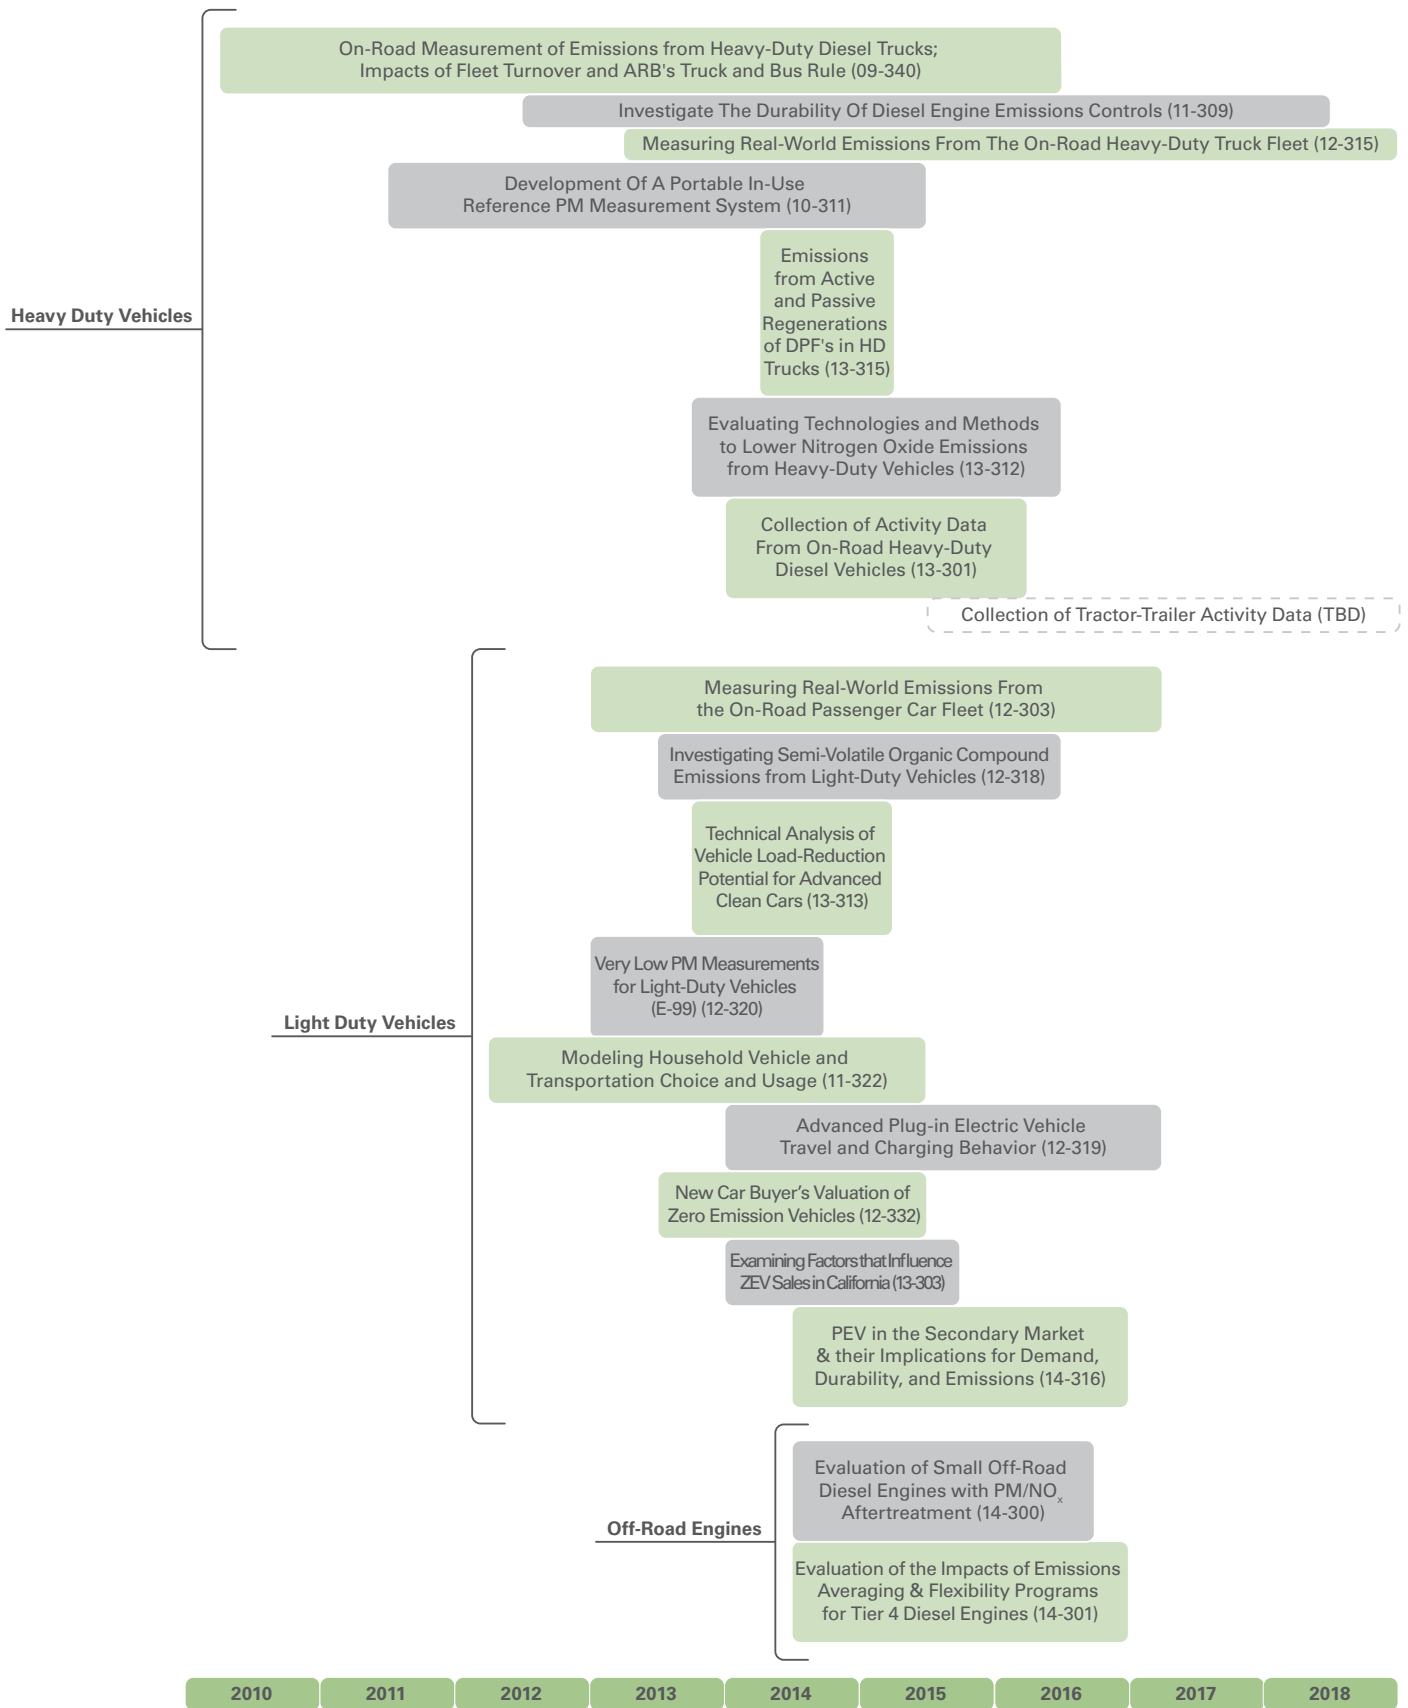 On-Road Measurement of Emissions from Heavy-Duty Diesel Trucks;
Impacts of Fleet Turnover and ARB's Truck and Bus Rule (09-340)
Investigate The Durability Of Diesel Engine Emissions Controls (11-309)
Measuring Real-World Emissions From The On-Road Heavy-Duty Truck Fleet (12-315)
Development Of A Portable In-Use
Reference PM Measurement System (10-311)
Emissions
from Active
and Passive
Regenerations
of DPF's in HD
Trucks (13-315)
Heavy Duty Vehicles
Evaluating Technologies and Methods
to Lower Nitrogen Oxide Emissions
from Heavy-Duty Vehicles (13-312)
Collection of Activity Data
From On-Road Heavy-Duty
Diesel Vehicles (13-301)
Collection of Tractor-Trailer Activity Data (TBD)
Measuring Real-World Emissions From
the On-Road Passenger Car Fleet (12-303)
Investigating Semi-Volatile Organic Compound
Emissions from Light-Duty Vehicles (12-318)
Technical Analysis of
Vehicle Load-Reduction
Potential for Advanced
Clean Cars (13-313)
Very Low PM Measurements
for Light-Duty Vehicles
(E-99) (12-320)
Light Duty Vehicles
Modeling Household Vehicle and
Transportation Choice and Usage (11-322)
Advanced Plug-in Electric Vehicle
Travel and Charging Behavior (12-319)
New Car Buyer’s Valuation of
Zero Emission Vehicles (12-332)
Examining Factors that Influence
ZEV Sales in California (13-303)
PEV in the Secondary Market
& their Implications for Demand,
Durability, and Emissions (14-316)
Evaluation of Small Off-Road
Diesel Engines with PM/NOx
Aftertreatment (14-300)
Off-Road Engines
Evaluation of the Impacts of Emissions
Averaging & Flexibility Programs
for Tier 4 Diesel Engines (14-301)
2010 2011 2012 2013 2014 2015 2016 2017 2018